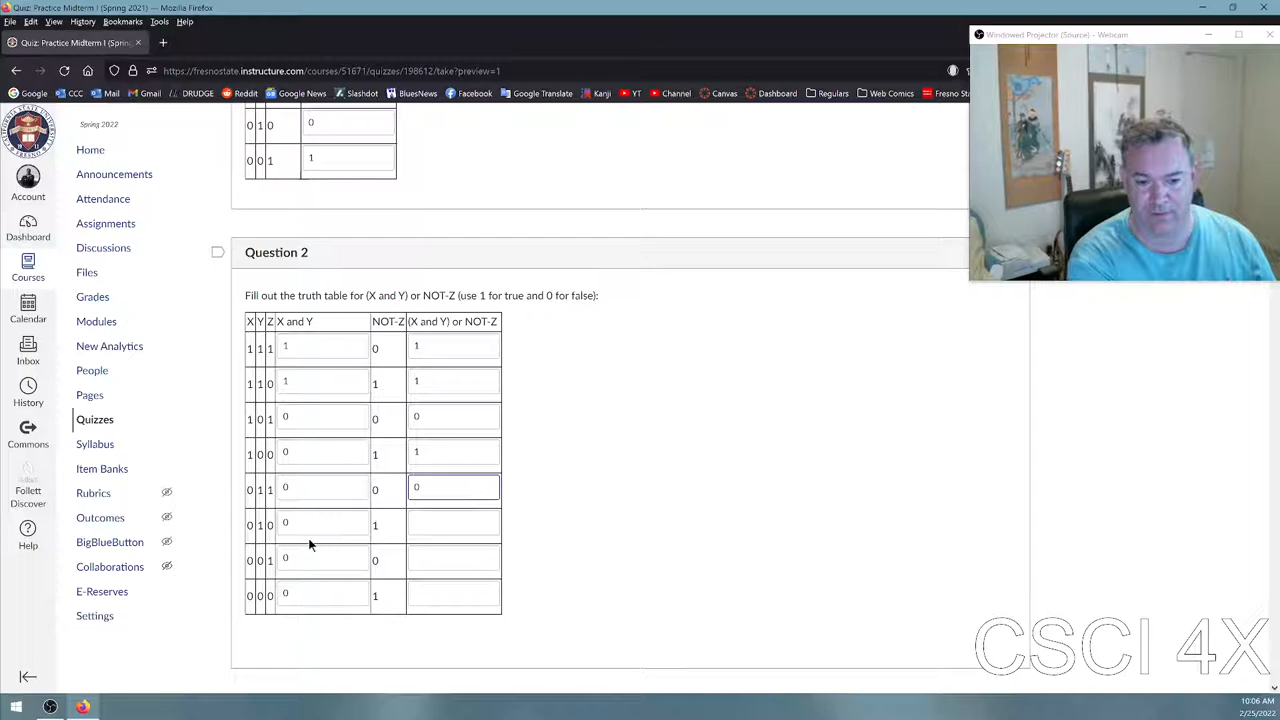 Quiz: Practice Midterm I (Spring 2021) — Mozilla Firefox
File Edit View History Bookmarks Tools Help
Quiz: Practice Midterm I (Spring
Windowed Projector (Source) - Webcam
https://fresnostate.instructure.com/courses/51671/quizzes/198612/take?preview=1
Google CCC Mail Gmail DRUDGE Reddit Google News Slashdot BluesNews Facebook Google Translate Kanji YT Channel Canvas Dashboard Regulars Web Comics Fresno
Spring 2022
Home
Announcements
Attendance
Assignments
Discussions
Files
Grades
Modules
New Analytics
People
Pages
Quizzes
Syllabus
Item Banks
Rubrics
Outcomes
BigBlueButton
Collaborations
E-Reserves
Settings
Account
Dashboard
Courses
Calendar
Inbox
History
Commons
Follett
Discover
Help
0 1 0 0
0 0 1 1
Question 2
Fill out the truth table for (X and Y) or NOT-Z (use 1 for true and 0 for false):
X Y Z X and Y NOT-Z (X and Y) or NOT-Z
1 1 1 1 0 1
1 1 0 1 1 1
1 0 1 0 0 0
1 0 0 0 1 1
0 1 1 0 0 0
0 1 0 0 1
0 0 1 0 0
0 0 0 0 1
CSCI 4X
10:06 AM
2/25/2022